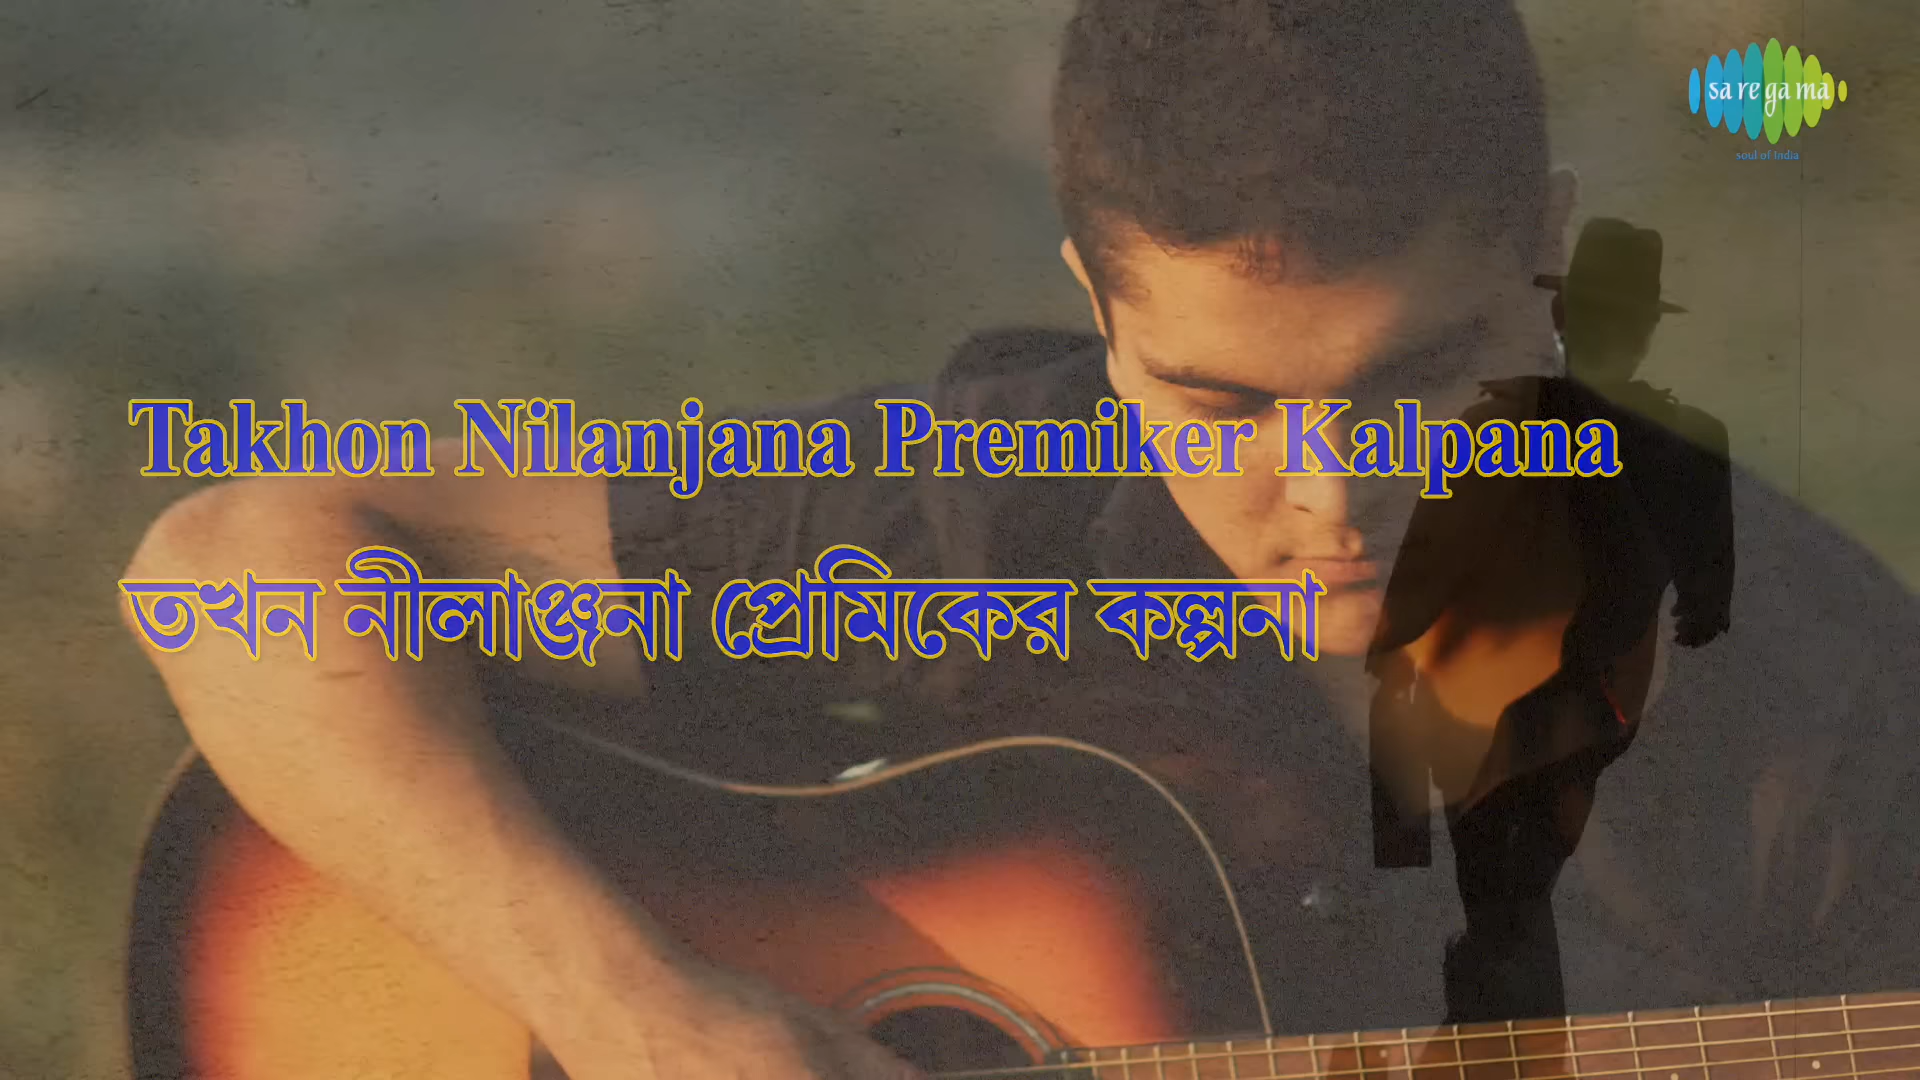 sa re ga ma
soul of India
Takhon Nilanjana Premiker Kalpana
তখন নীলাঞ্জনা প্রেমিকের কল্পনা